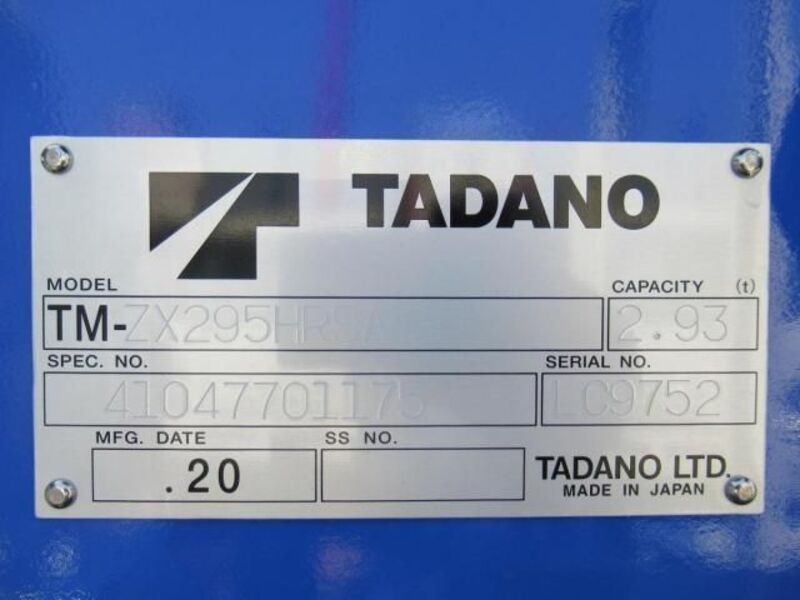 TADANO
MODEL
CAPACITY (t)
TM-ZX295HRSA
2.93
SPEC. NO.
SERIAL NO.
41047701175
LC9752
MFG. DATE
SS NO.
.20
TADANO LTD.
MADE IN JAPAN